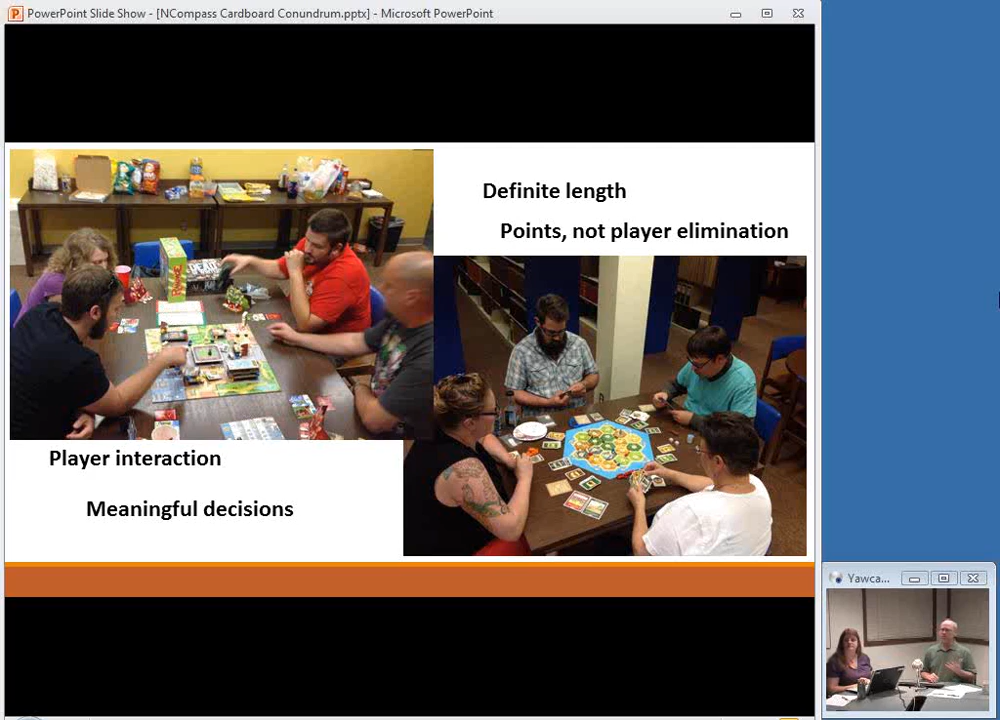 PowerPoint Slide Show - [NCompass Cardboard Conundrum.pptx] - Microsoft PowerPoint
Definite length
Points, not player elimination
Player interaction
Meaningful decisions
Yawca...